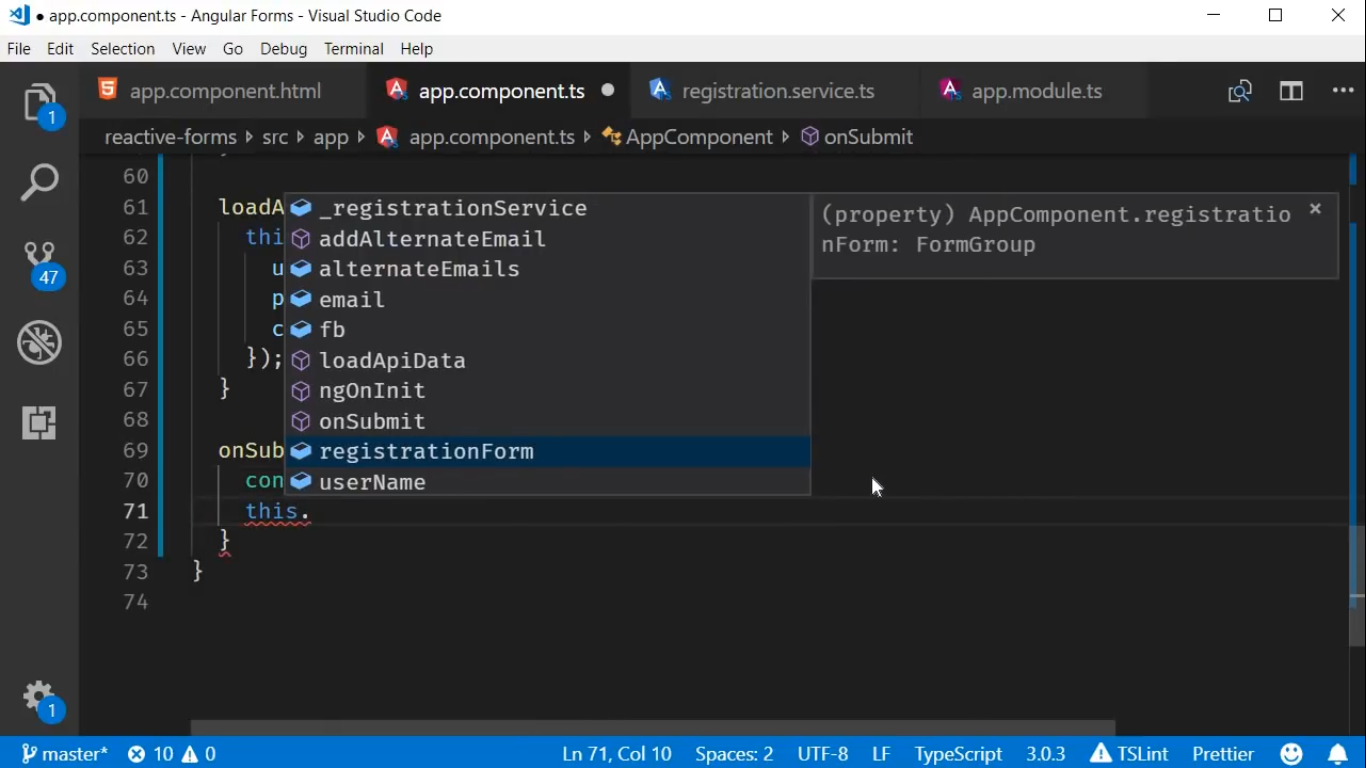 app.component.ts - Angular Forms - Visual Studio Code
File Edit Selection View Go Debug Terminal Help
app.component.html app.component.ts registration.service.ts app.module.ts
reactive-forms src app app.component.ts AppComponent onSubmit
60
61 loadA _registrationService (property) AppComponent.registratio
nForm: FormGroup
62 thi addAlternateEmail
63 u alternateEmails
64 p email
65 c fb
66 }); loadApiData
67 } ngOnInit
68 onSubmit
69 onSub registrationForm
70 con userName
71 this.
72 }
73 }
74
1
47
1
master* 10 0 Ln 71, Col 10 Spaces: 2 UTF-8 LF TypeScript 3.0.3 TSLint Prettier